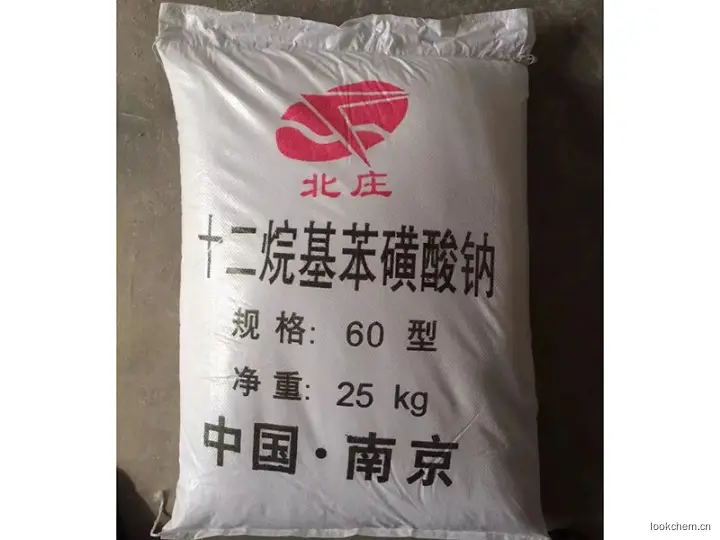 北庄
十二烷基苯磺酸钠
规格: 60 型
净重: 25 kg
中国·南京
lookchem.cn